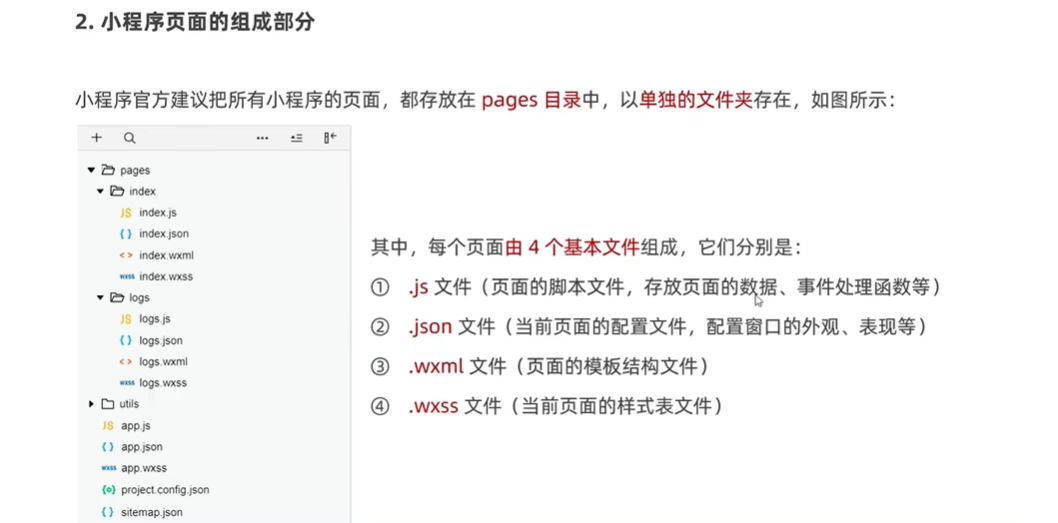 2. 小程序页面的组成部分
小程序官方建议把所有小程序的页面，都存放在 pages 目录中，以单独的文件夹存在，如图所示：
pages
index
JS index.js
{ } index.json
< > index.wxml
wxss index.wxss
logs
JS logs.js
{ } logs.json
< > logs.wxml
wxss logs.wxss
utils
JS app.js
{ } app.json
wxss app.wxss
{o} project.config.json
{ } sitemap.json
其中，每个页面由 4 个基本文件组成，它们分别是：
① .js 文件（页面的脚本文件，存放页面的数据、事件处理函数等）
② .json 文件（当前页面的配置文件，配置窗口的外观、表现等）
③ .wxml 文件（页面的模板结构文件）
④ .wxss 文件（当前页面的样式表文件）